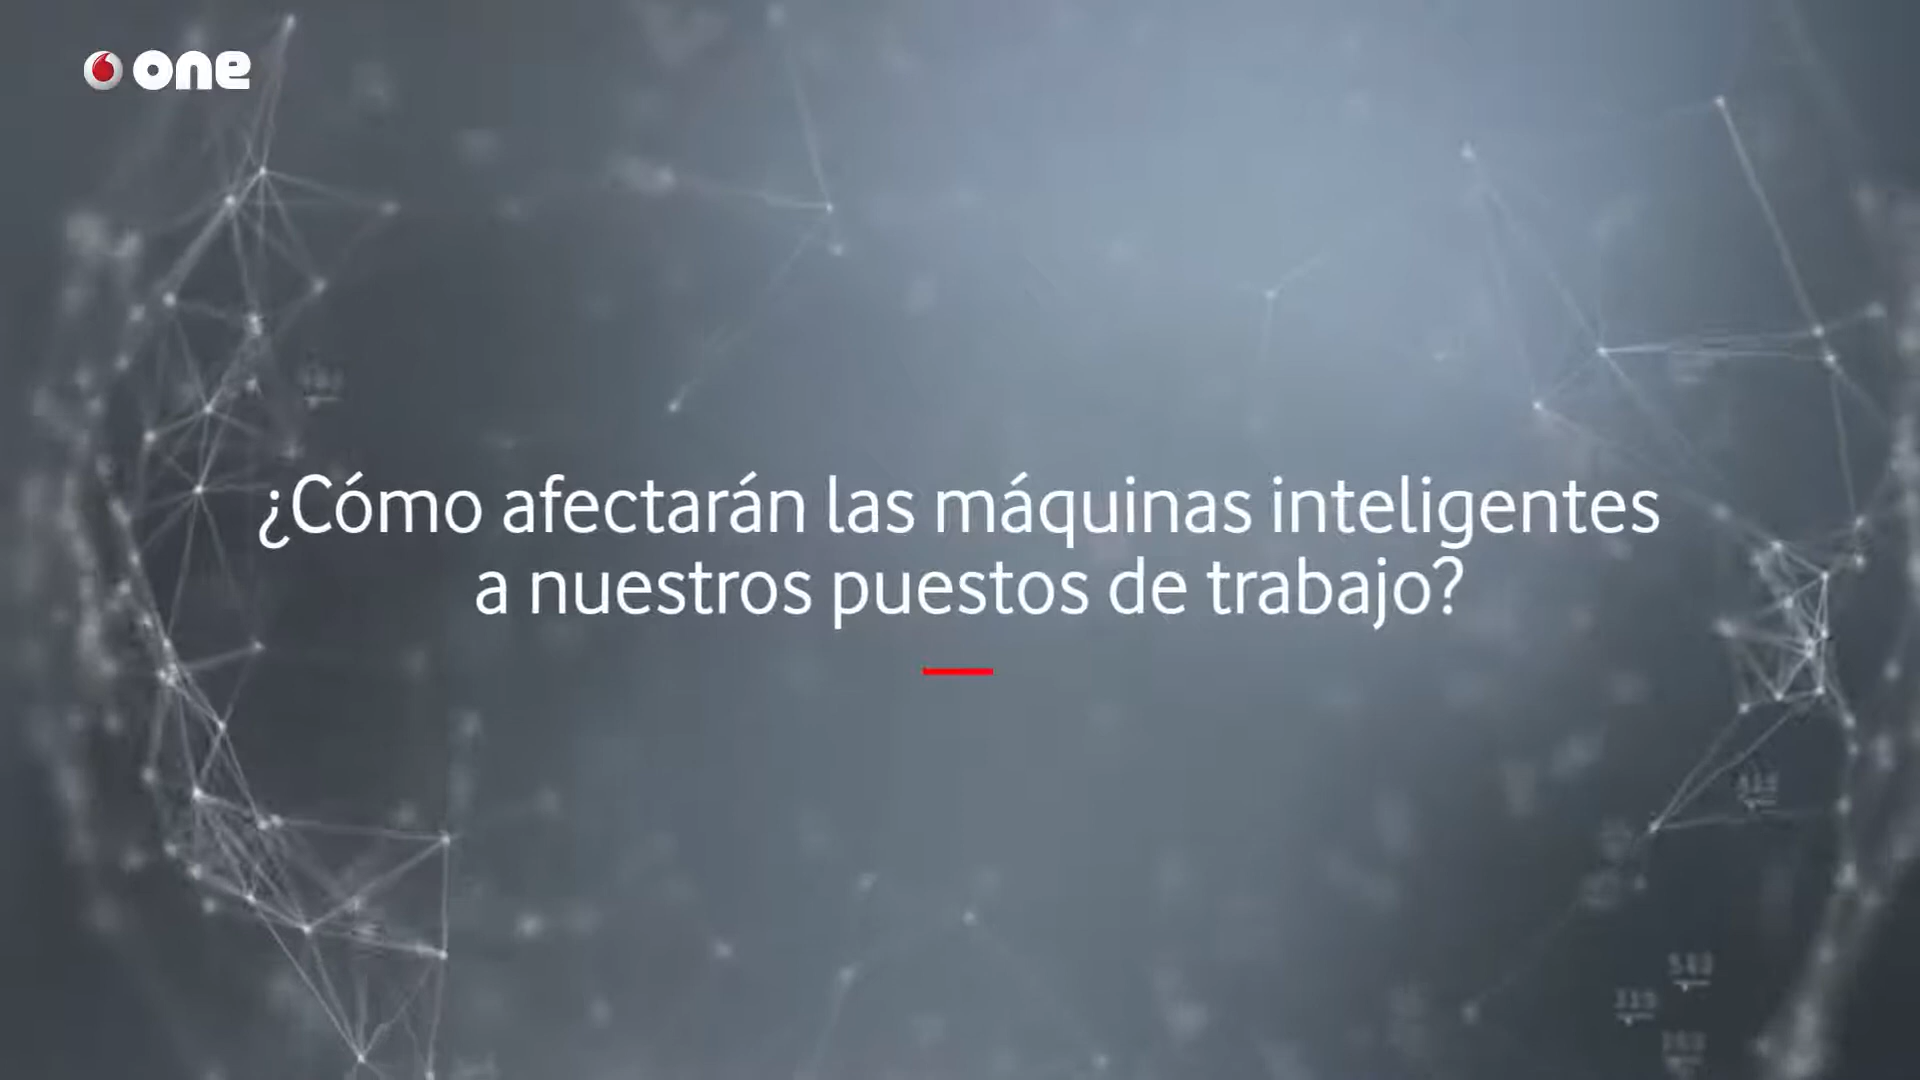 one
¿Cómo afectarán las máquinas inteligentes
a nuestros puestos de trabajo?